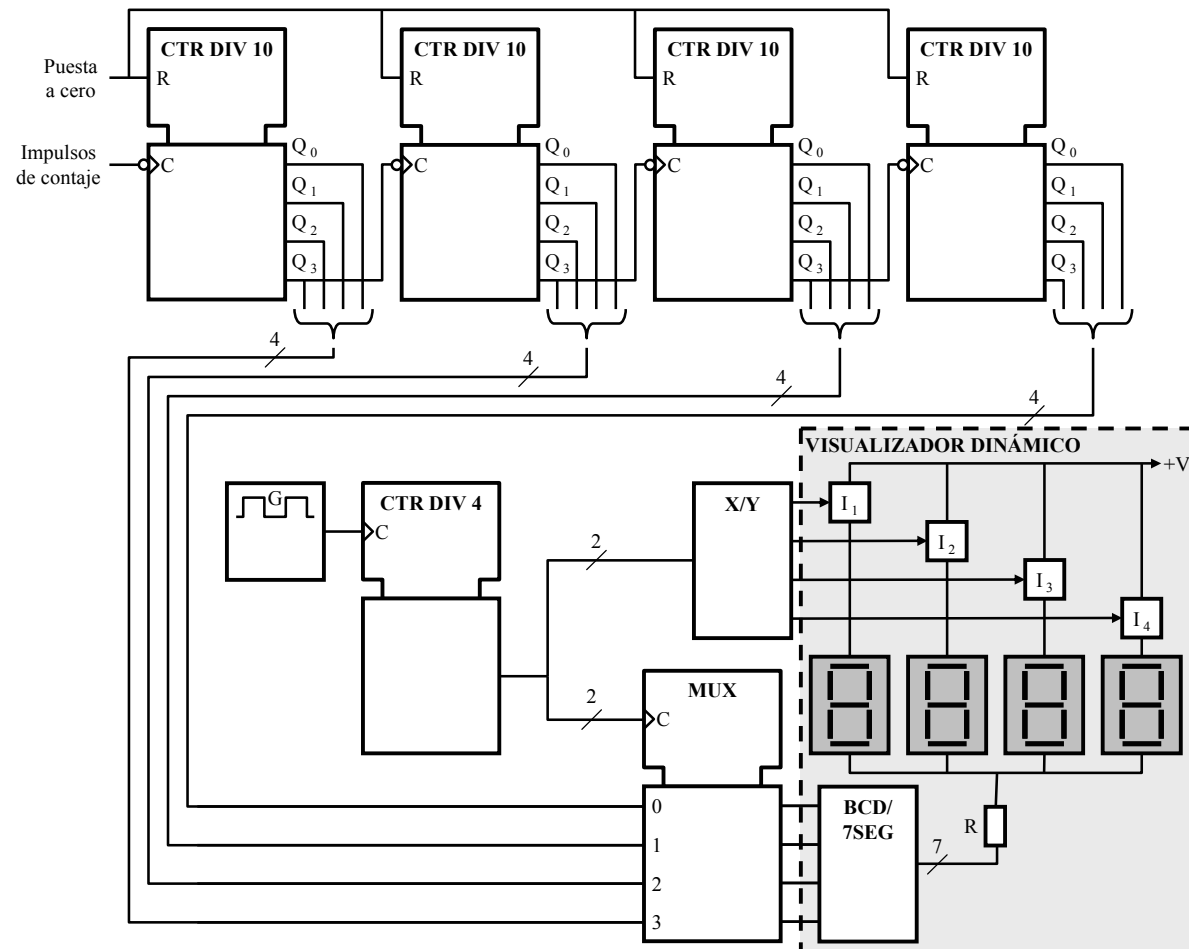 CTR DIV 10 CTR DIV 10 CTR DIV 10 CTR DIV 10
Puesta
a cero
R R R R
Impulsos
de contaje
C C C C
Q0 Q0 Q0 Q0
Q1 Q1 Q1 Q1
Q2 Q2 Q2 Q2
Q3 Q3 Q3 Q3
4 4 4 4
VISUALIZADOR DINÁMICO
+V
G
CTR DIV 4
C
X/Y
I1
I2
I3
I4
2
2
MUX
C
0
1
2
3
BCD/
7SEG
7
R